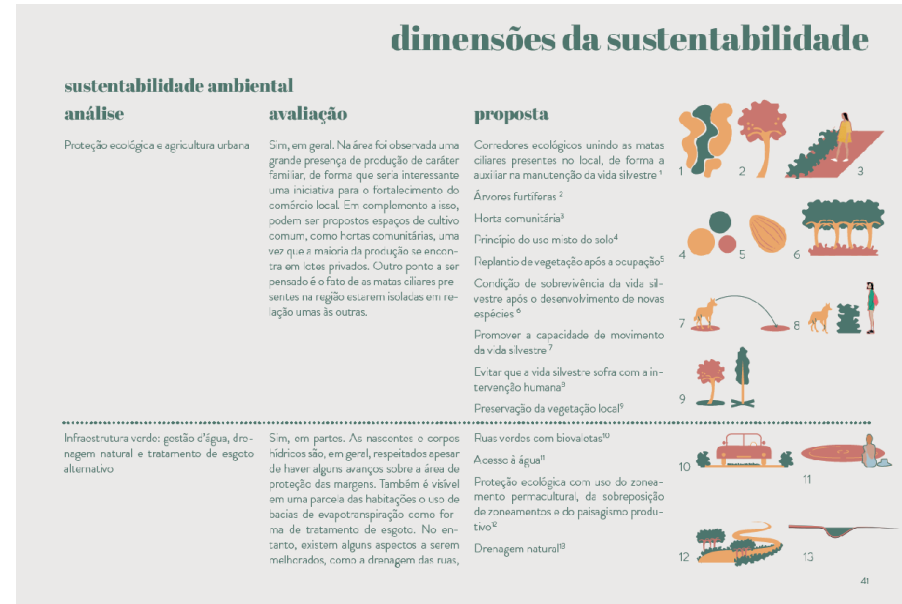 dimensões da sustentabilidade
sustentabilidade ambiental
análise
avaliação
proposta
Proteção ecológica e agricultura urbana
Sim, em geral. Na área foi observada uma
grande presença de produção de caráter
familiar, de forma que seria interessante
uma iniciativa para o fortalecimento do
comércio local. Em complemento a isso,
podem ser propostos espaços de cultivo
comum, como hortas comunitárias, uma
vez que a maioria da produção se encon-
tra em lotes privados. Outro ponto a ser
pensado é o fato de as matas ciliares pre-
sentes na região estarem isoladas em re-
lação umas às outras.
Corredores ecológicos unindo as matas
ciliares presentes no local, de forma a
auxiliar na manutenção da vida silvestre ¹
Árvores furtíferas ²
Horta comunitária³
Princípio do uso misto do solo⁴
Replantio de vegetação após a ocupação⁵
Condição de sobrevivência da vida sil-
vestre após o desenvolvimento de novas
espécies ⁶
Promover a capacidade de movimento
da vida silvestre ⁷
Evitar que a vida silvestre sofra com a in-
tervenção humana⁸
Preservação da vegetação local⁹
1
2
3
4
5
6
7
8
9
Infraestrutura verde: gestão d'água, dre-
nagem natural e tratamento de esgoto
alternativo
Sim, em partes. As nascentes e corpos
hídricos são, em geral, respeitados apesar
de haver alguns avanços sobre a área de
proteção das margens. Também é visível
em uma parcela das habitações o uso de
bacias de evapotranspiração como for-
ma de tratamento de esgoto. No en-
tanto, existem alguns aspectos a serem
melhorados, como a drenagem das ruas,
Ruas verdes com biovaletas¹⁰
Acesso à água¹¹
Proteção ecológica com uso do zonea-
mento permacultural, da sobreposição
de zoneamentos e do paisagismo produ-
tivo¹²
Drenagem natural¹³
10
11
12
13
41